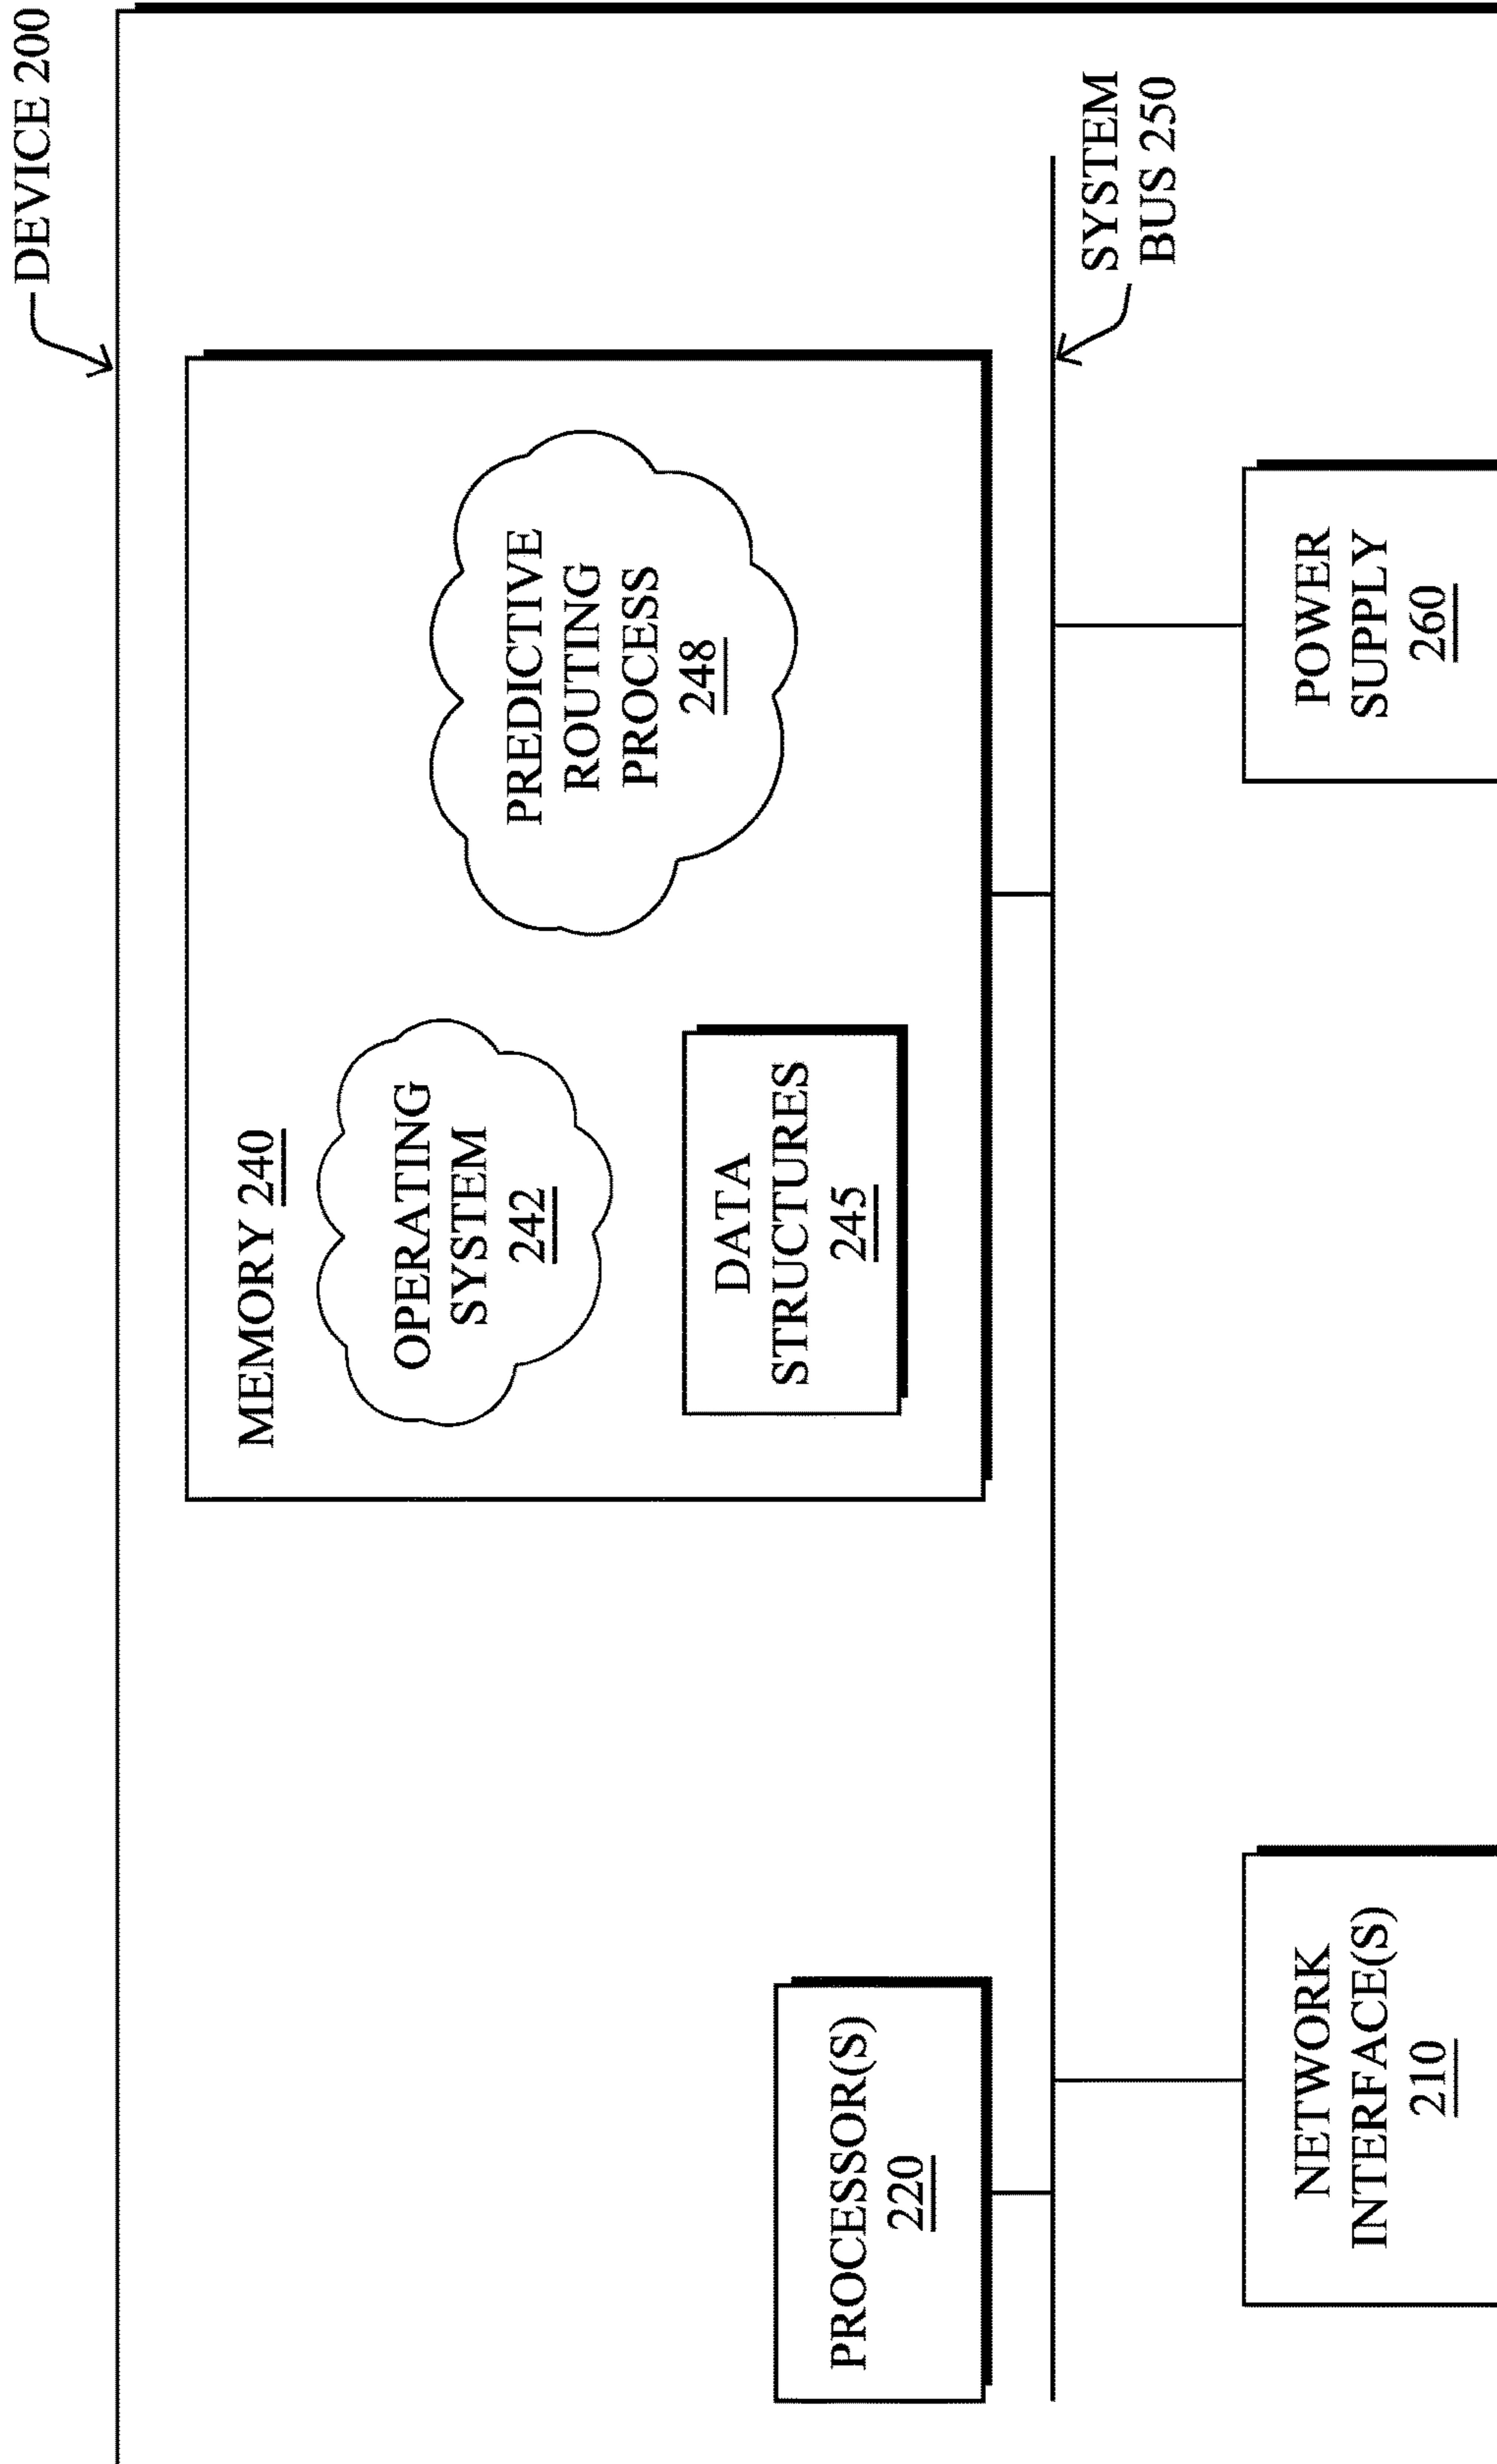 DEVICE 200
MEMORY 240
OPERATING
SYSTEM
242
DATA
STRUCTURES
245
PREDICTIVE
ROUTING
PROCESS
248
PROCESSOR(S)
220
SYSTEM
BUS 250
NETWORK
INTERFACE(S)
210
POWER
SUPPLY
260